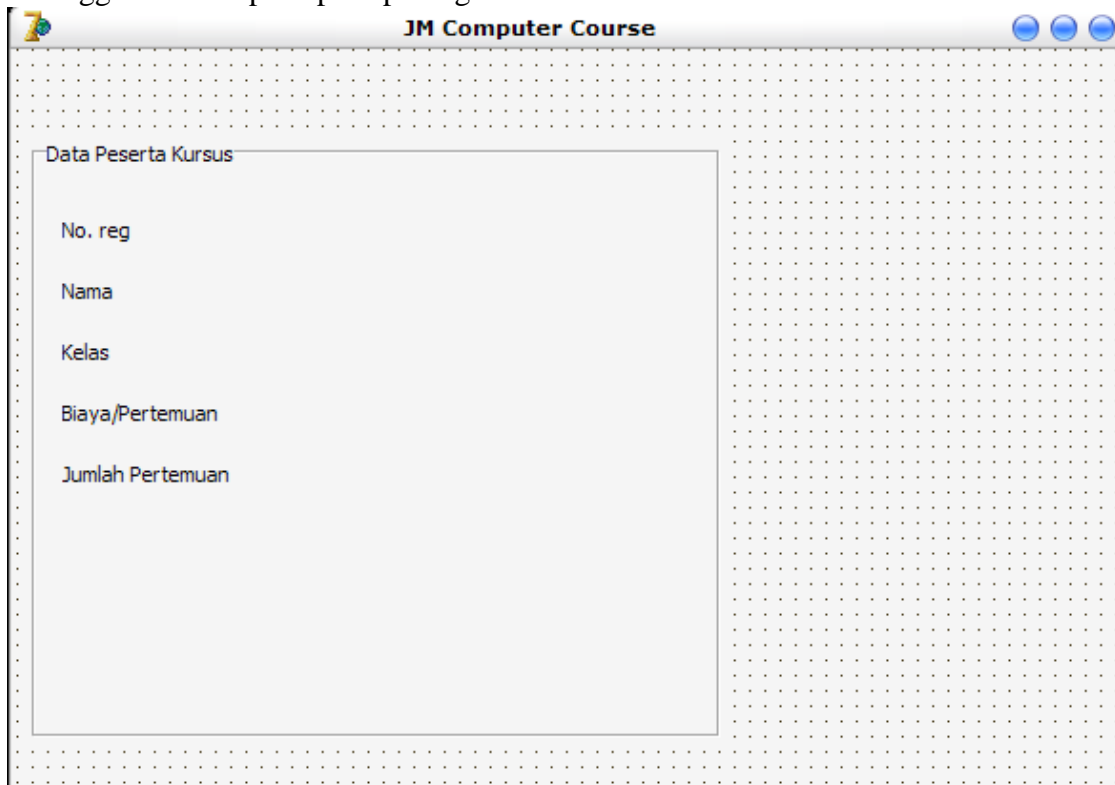 JM Computer Course
Data Peserta Kursus
No. reg
Nama
Kelas
Biaya/Pertemuan
Jumlah Pertemuan